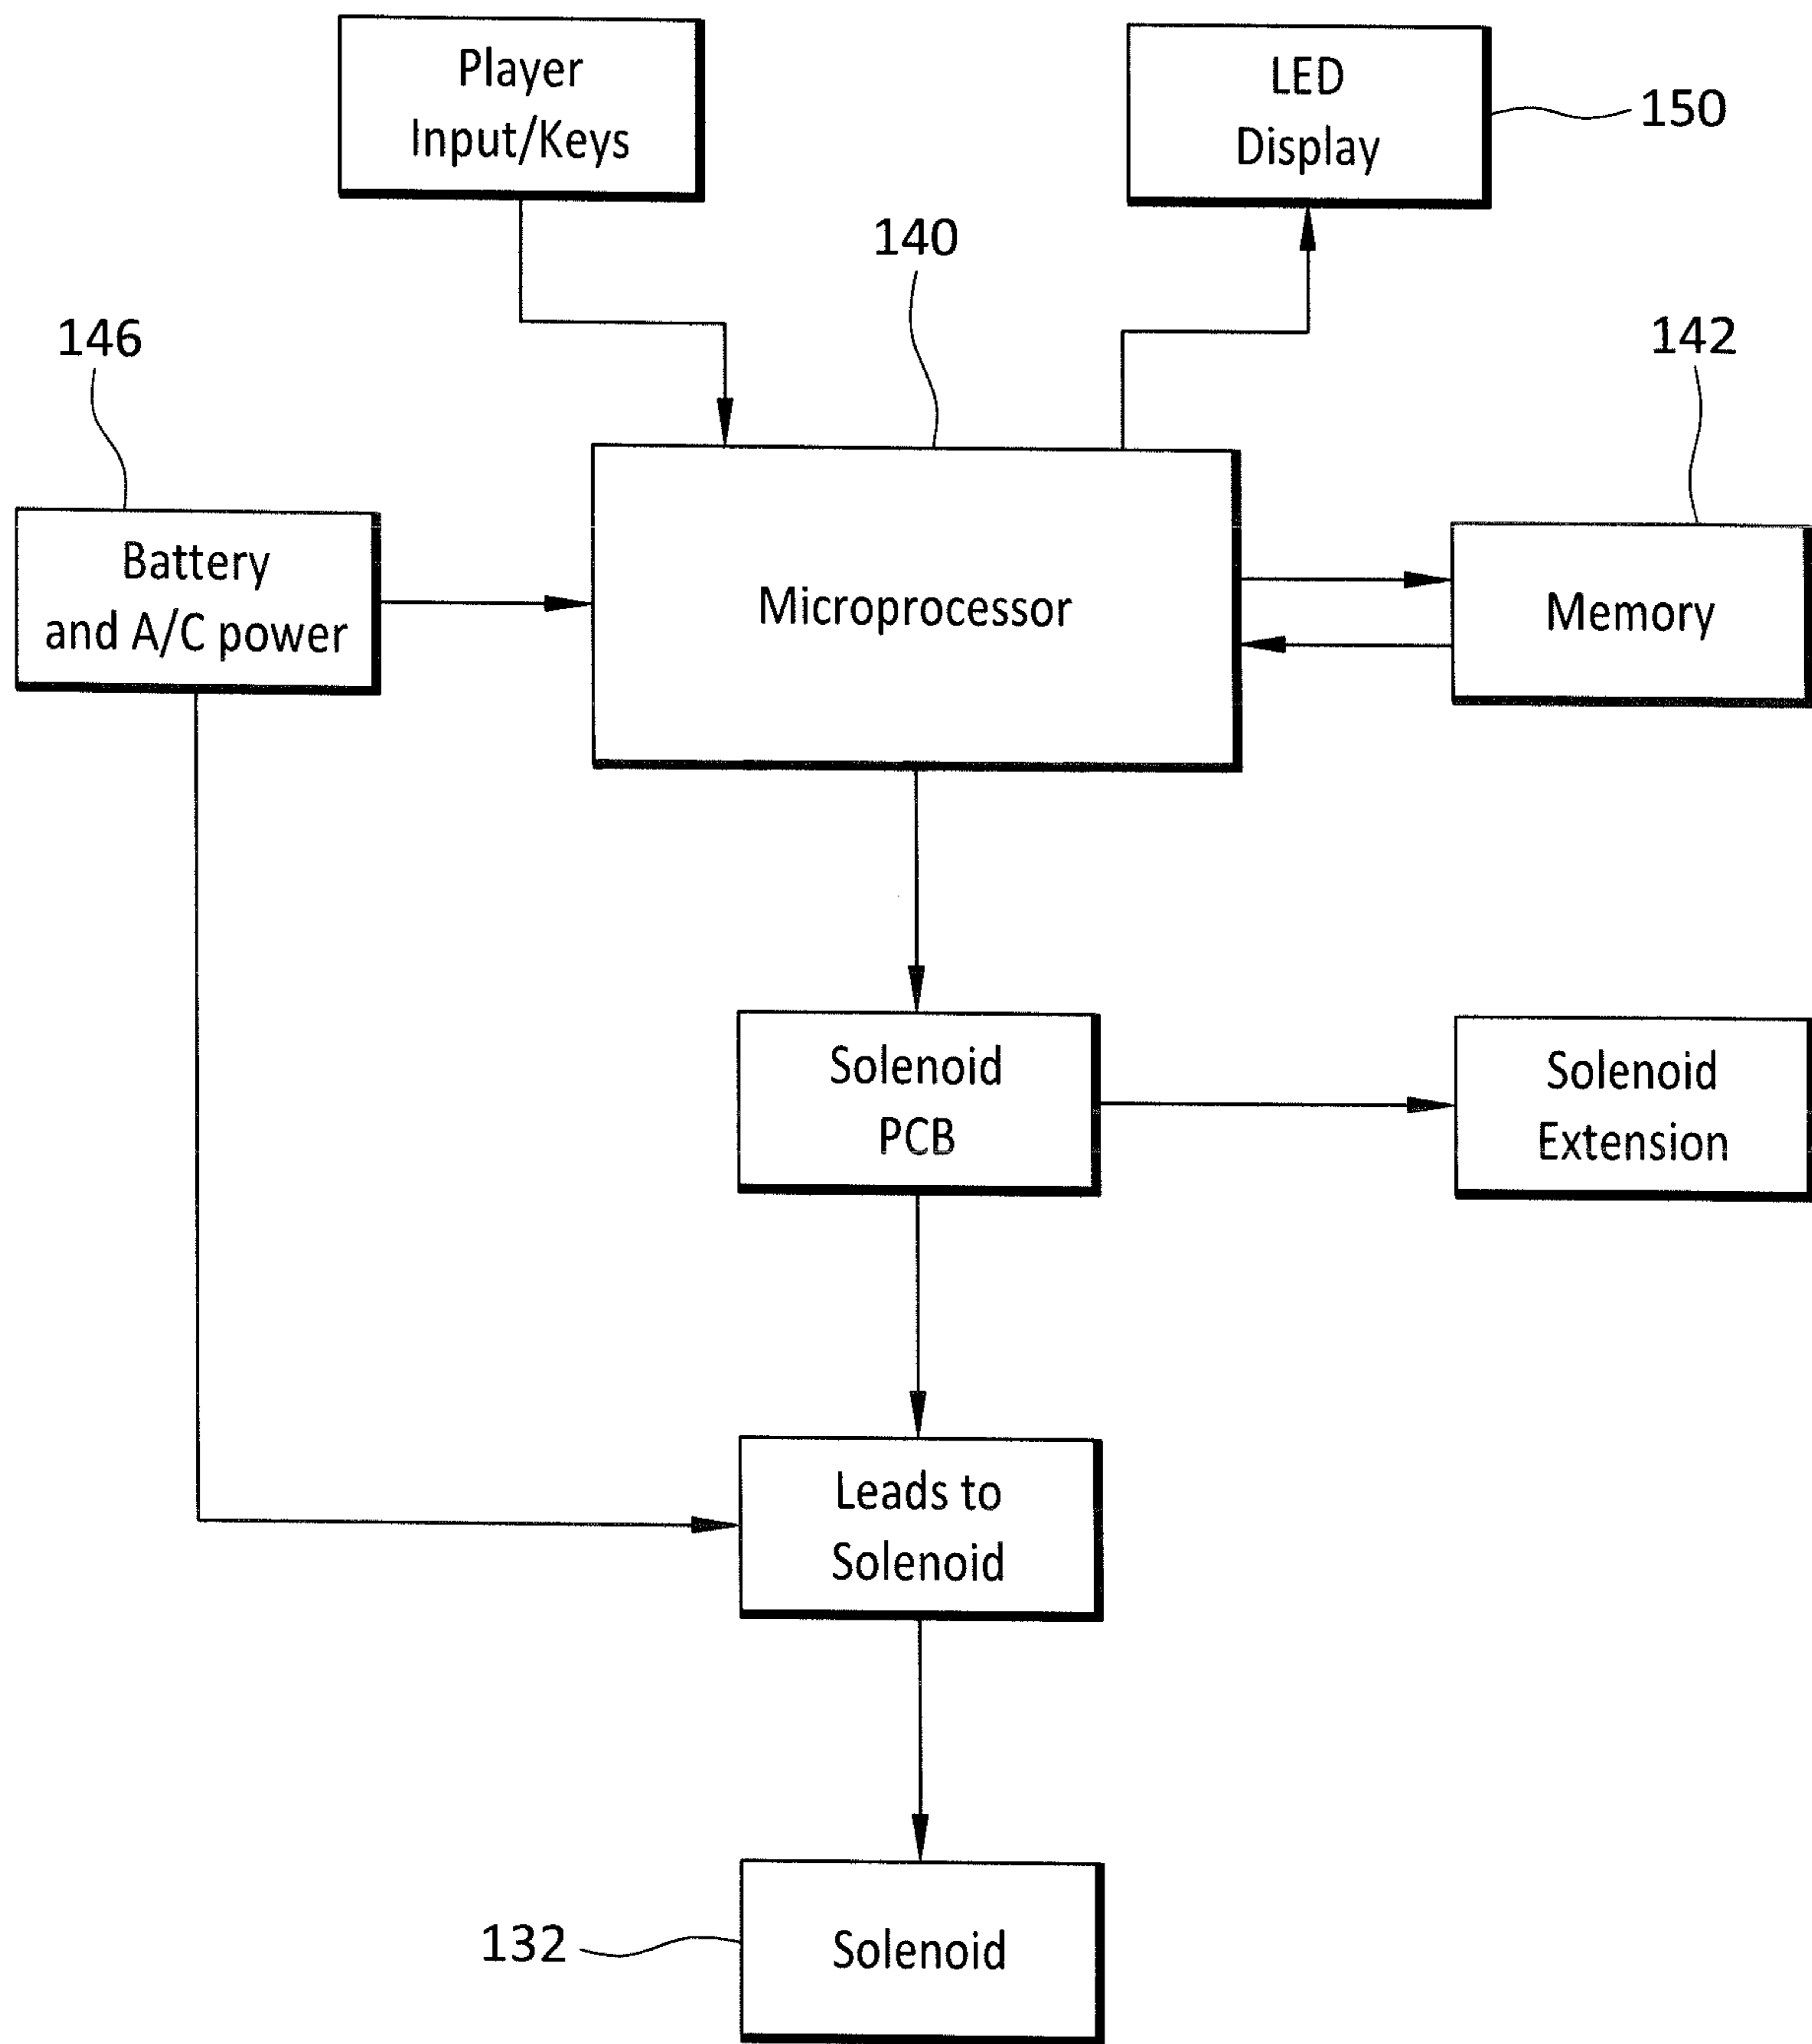 Player
Input/Keys
LED
Display
150
140
146
142
Battery
and A/C power
Microprocessor
Memory
Solenoid
PCB
Solenoid
Extension
Leads to
Solenoid
132
Solenoid